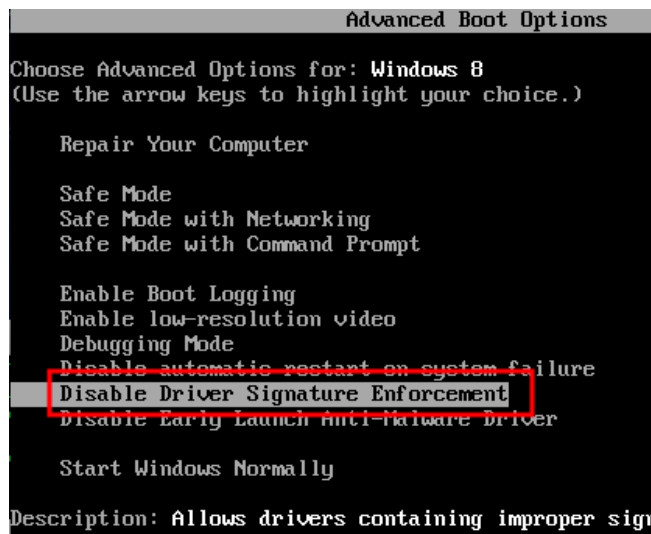 Advanced Boot Options
Choose Advanced Options for: Windows 8
(Use the arrow keys to highlight your choice.)
Repair Your Computer
Safe Mode
Safe Mode with Networking
Safe Mode with Command Prompt
Enable Boot Logging
Enable low-resolution video
Debugging Mode
Disable automatic restart on system failure
Disable Driver Signature Enforcement
Disable Early Launch Anti-Malware Driver
Start Windows Normally
Description: Allows drivers containing improper